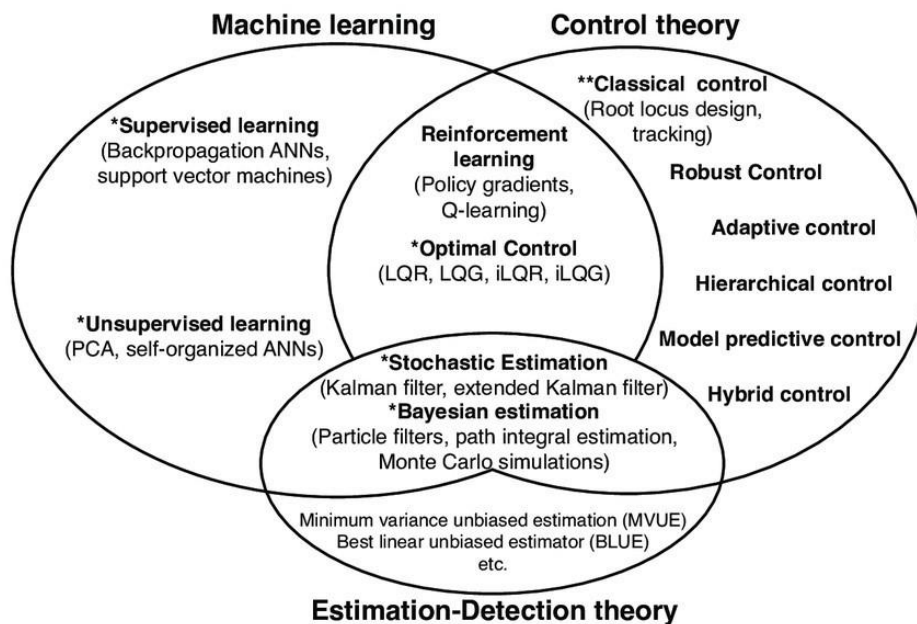 Machine learning
Control theory
*Supervised learning
(Backpropagation ANNs,
support vector machines)
*Unsupervised learning
(PCA, self-organized ANNs)
Reinforcement
learning
(Policy gradients,
Q-learning)
*Optimal Control
(LQR, LQG, iLQR, iLQG)
**Classical control
(Root locus design,
tracking)
Robust Control
Adaptive control
Hierarchical control
Model predictive control
Hybrid control
*Stochastic Estimation
(Kalman filter, extended Kalman filter)
*Bayesian estimation
(Particle filters, path integral estimation,
Monte Carlo simulations)
Minimum variance unbiased estimation (MVUE)
Best linear unbiased estimator (BLUE)
etc.
Estimation-Detection theory